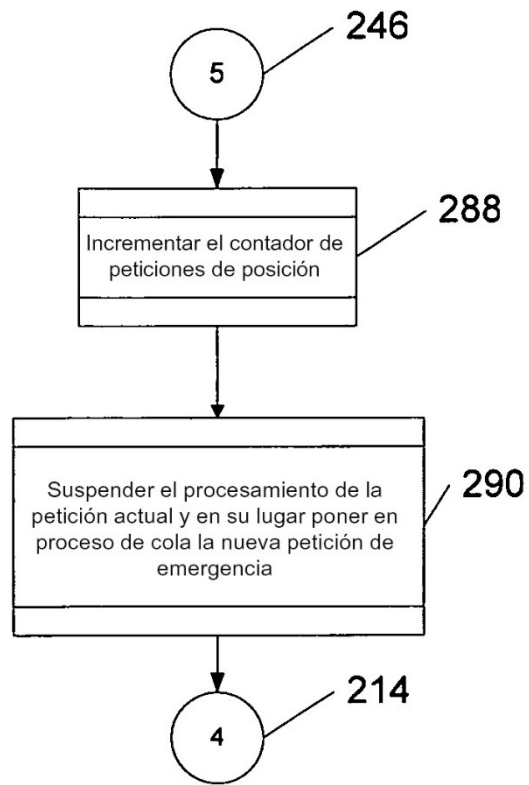 246
5
288
Incrementar el contador de
peticiones de posición
290
Suspender el procesamiento de la
petición actual y en su lugar poner en
proceso de cola la nueva petición de
emergencia
214
4